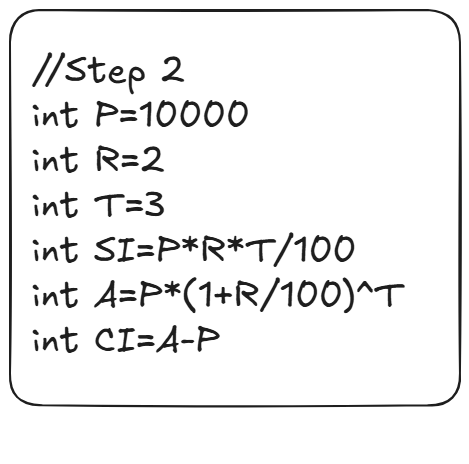 //Step 2
int P=10000
int R=2
int T=3
int SI=P*R*T/100
int A=P*(1+R/100)^T
int CI=A-P